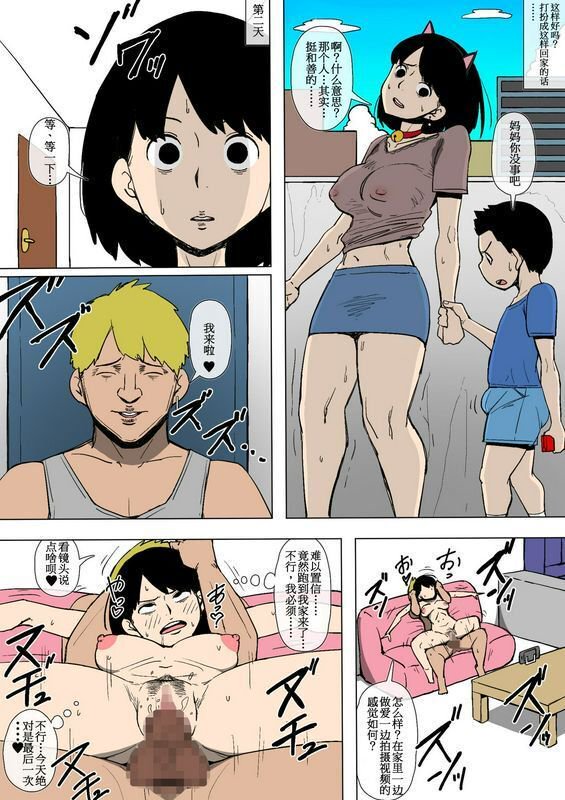 这样好吗？
打扮成这样回家的话
……
啊？什么意思？
那个人…其实…
挺和善的……
妈妈你没事吧
第二天
等、等
一下…
ゾワッ
我来啦
♥
ズズ
ズズ…
难以置信……
竟然跑到我家来了…
不行，我必须……
看镜头说
点啥呗♥
不行…今天绝
对是最后一次
……♥
ヌチュ
ヌチュ
怎么样？在家里一边
做爱一边拍摄视频的
感觉如何？